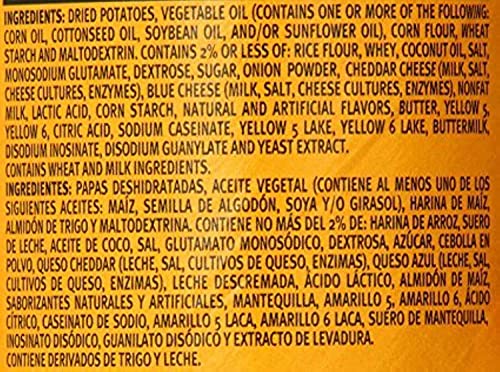 INGREDIENTS: DRIED POTATOES, VEGETABLE OIL (CONTAINS ONE OR MORE OF THE FOLLOWING:
CORN OIL, COTTONSEED OIL, SOYBEAN OIL, AND/OR SUNFLOWER OIL), CORN FLOUR, WHEAT
STARCH AND MALTODEXTRIN. CONTAINS 2% OR LESS OF: RICE FLOUR, WHEY, COCONUT OIL, SALT,
MONOSODIUM GLUTAMATE, DEXTROSE, SUGAR, ONION POWDER, CHEDDAR CHEESE (MILK, SALT,
CHEESE CULTURES, ENZYMES), BLUE CHEESE (MILK, SALT, CHEESE CULTURES, ENZYMES), NONFAT
MILK, LACTIC ACID, CORN STARCH, NATURAL AND ARTIFICIAL FLAVORS, BUTTER, YELLOW 5,
YELLOW 6, CITRIC ACID, SODIUM CASEINATE, YELLOW 5 LAKE, YELLOW 6 LAKE, BUTTERMILK,
DISODIUM INOSINATE, DISODIUM GUANYLATE AND YEAST EXTRACT.
CONTAINS WHEAT AND MILK INGREDIENTS.
INGREDIENTES: PAPAS DESHIDRATADAS, ACEITE VEGETAL (CONTIENE AL MENOS UNO DE LOS
SIGUIENTES ACEITES: MAÍZ, SEMILLA DE ALGODÓN, SOYA Y/O GIRASOL), HARINA DE MAÍZ,
ALMIDÓN DE TRIGO Y MALTODEXTRINA. CONTIENE NO MÁS DEL 2% DE: HARINA DE ARROZ, SUERO
DE LECHE, ACEITE DE COCO, SAL, GLUTAMATO MONOSÓDICO, DEXTROSA, AZÚCAR, CEBOLLA EN
POLVO, QUESO CHEDDAR (LECHE, SAL, CULTIVOS DE QUESO, ENZIMAS), QUESO AZUL (LECHE, SAL,
CULTIVOS DE QUESO, ENZIMAS), LECHE DESCREMADA, ÁCIDO LÁCTICO, ALMIDÓN DE MAÍZ,
SABORIZANTES NATURALES Y ARTIFICIALES, MANTEQUILLA, AMARILLO 5, AMARILLO 6, ÁCIDO
CÍTRICO, CASEINATO DE SODIO, AMARILLO 5 LACA, AMARILLO 6 LACA, SUERO DE MANTEQUILLA,
INOSINATO DISÓDICO, GUANILATO DISÓDICO Y EXTRACTO DE LEVADURA.
CONTIENE DERIVADOS DE TRIGO Y LECHE.